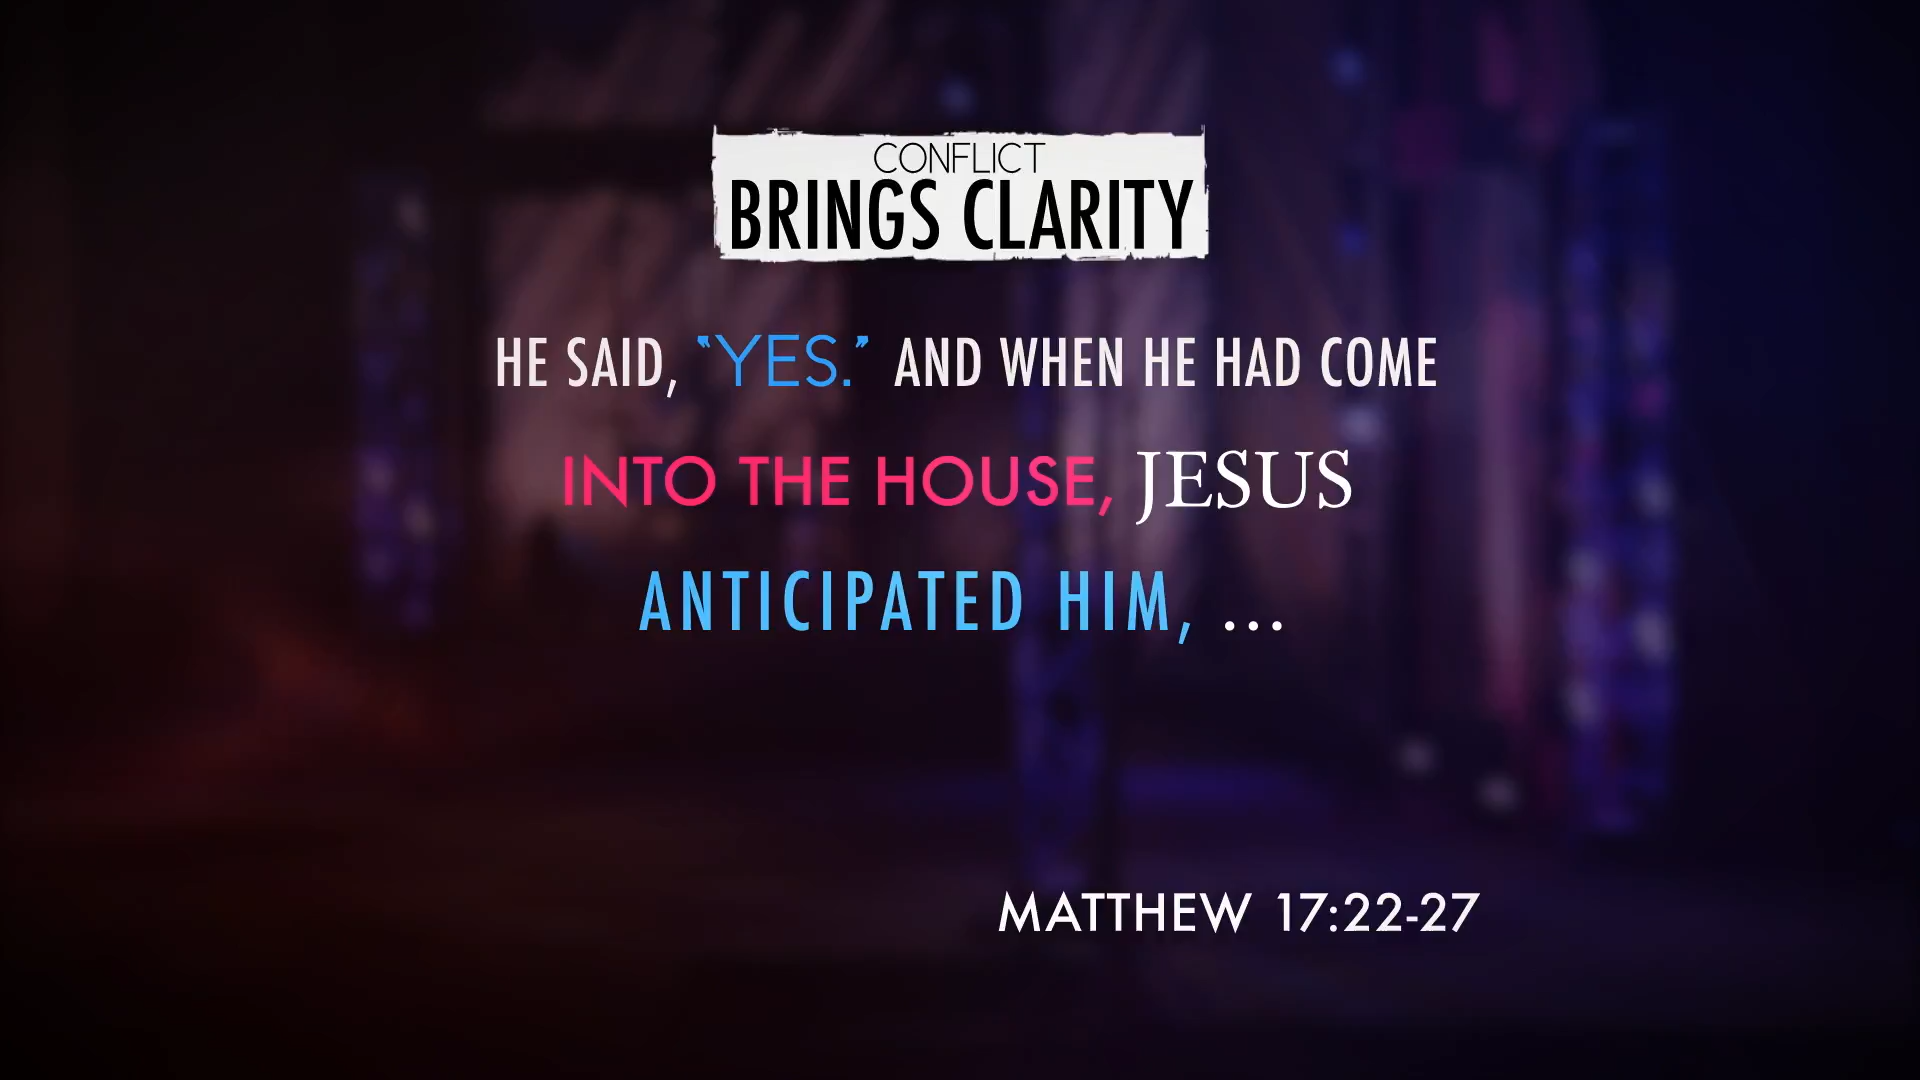 CONFLICT
BRINGS CLARITY
HE SAID, "YES." AND WHEN HE HAD COME
INTO THE HOUSE, JESUS
ANTICIPATED HIM, ...
MATTHEW 17:22-27